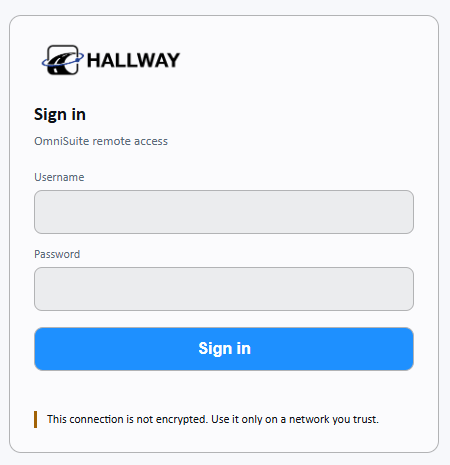 HALLWAY
Sign in
OmniSuite remote access
Username
Password
Sign in
This connection is not encrypted. Use it only on a network you trust.